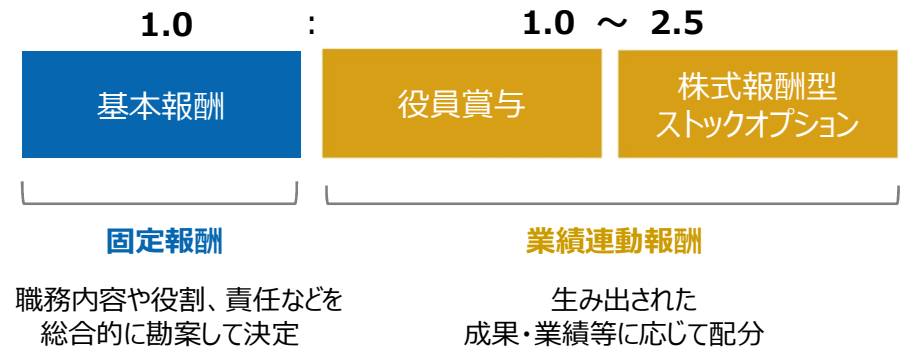 1.0 : 1.0 ～ 2.5
基本報酬
役員賞与
株式報酬型
ストックオプション
固定報酬
業績連動報酬
職務内容や役割、責任などを
総合的に勘案して決定
生み出された
成果・業績等に応じて配分